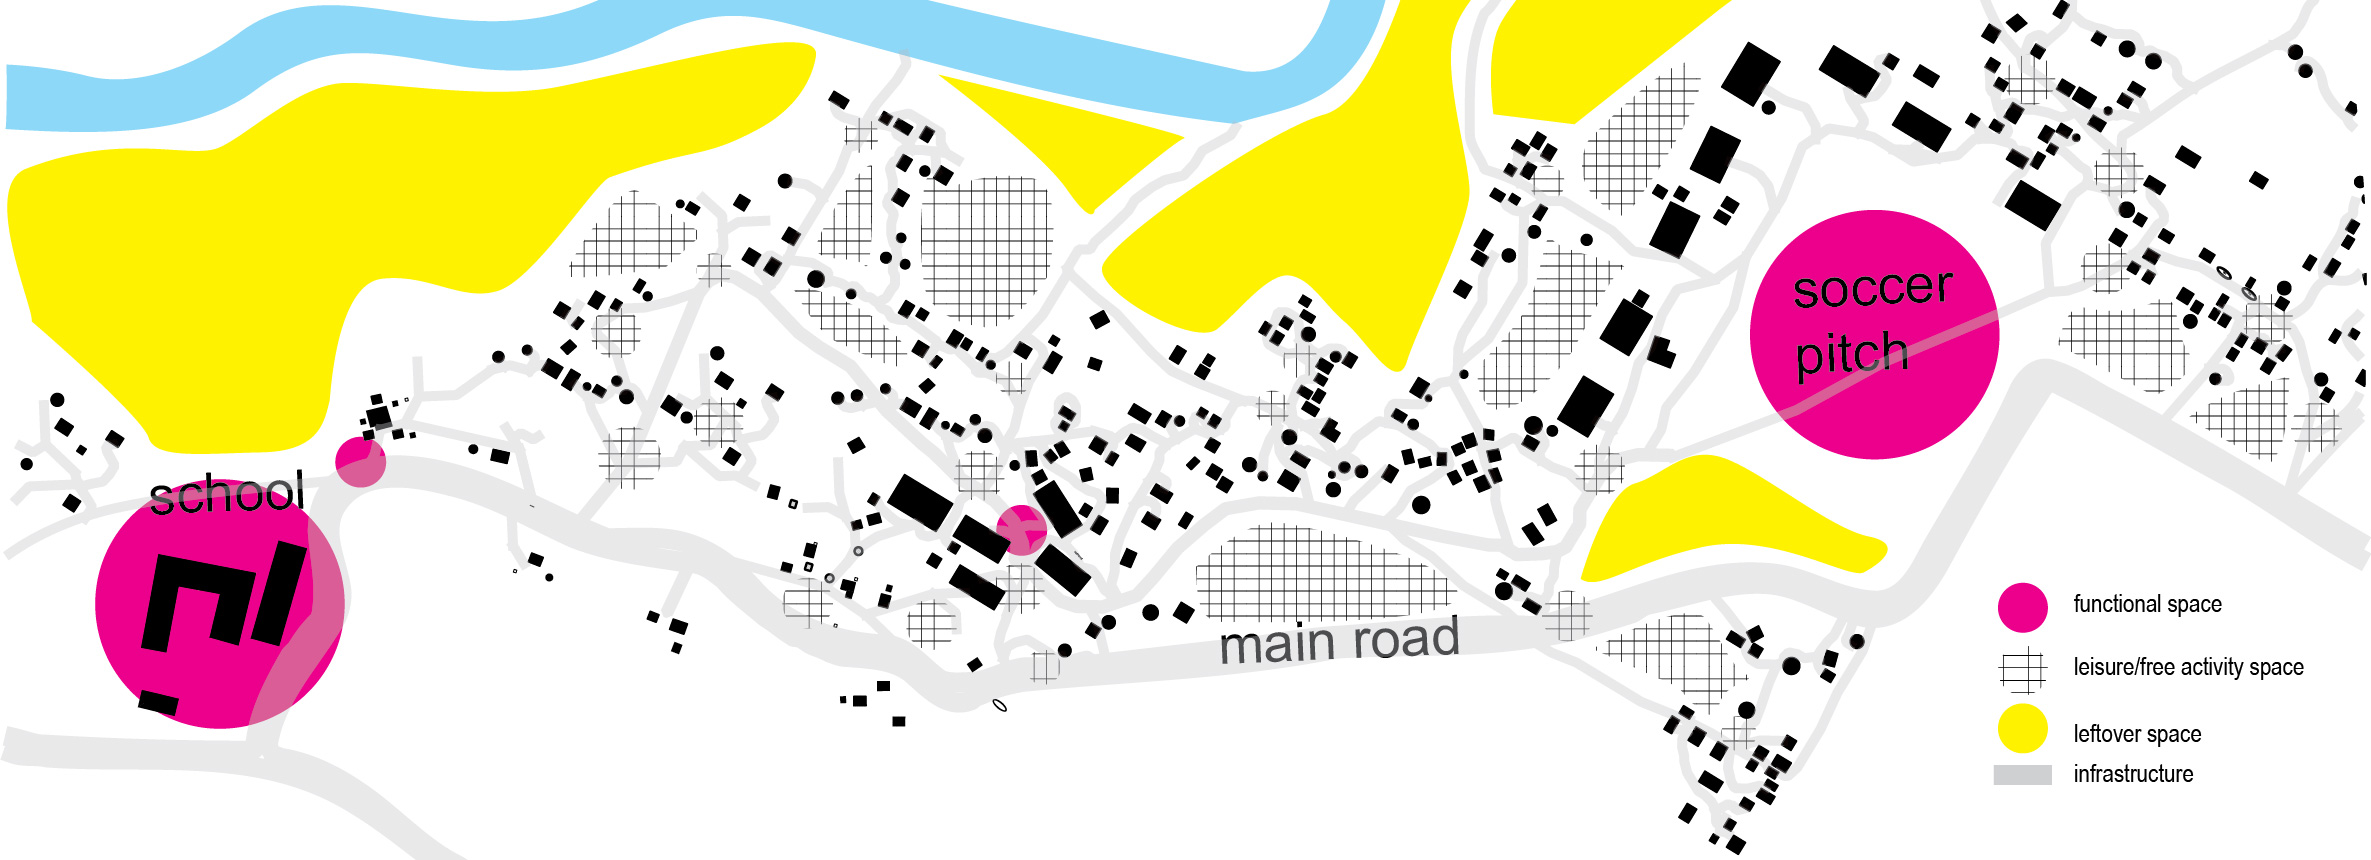 soccer
pitch
school
main road
functional space
leisure/free activity space
leftover space
infrastructure